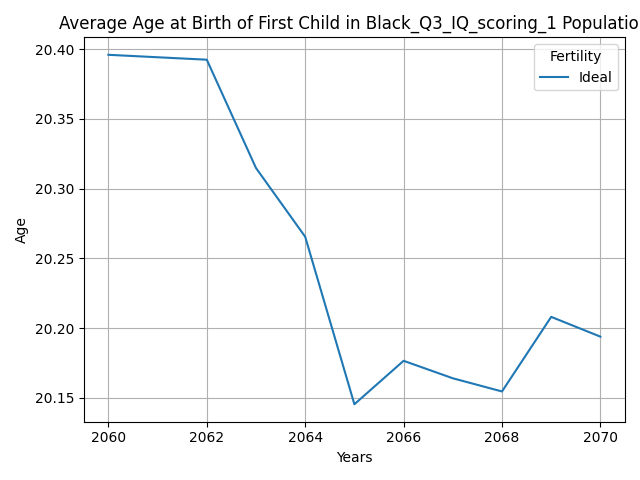 Average Age at Birth of First Child in Black_Q3_IQ_scoring_1 Populatio
Fertility
Ideal
20.40
20.35
20.30
20.25
20.20
20.15
Age
2060 2062 2064 2066 2068 2070
Years